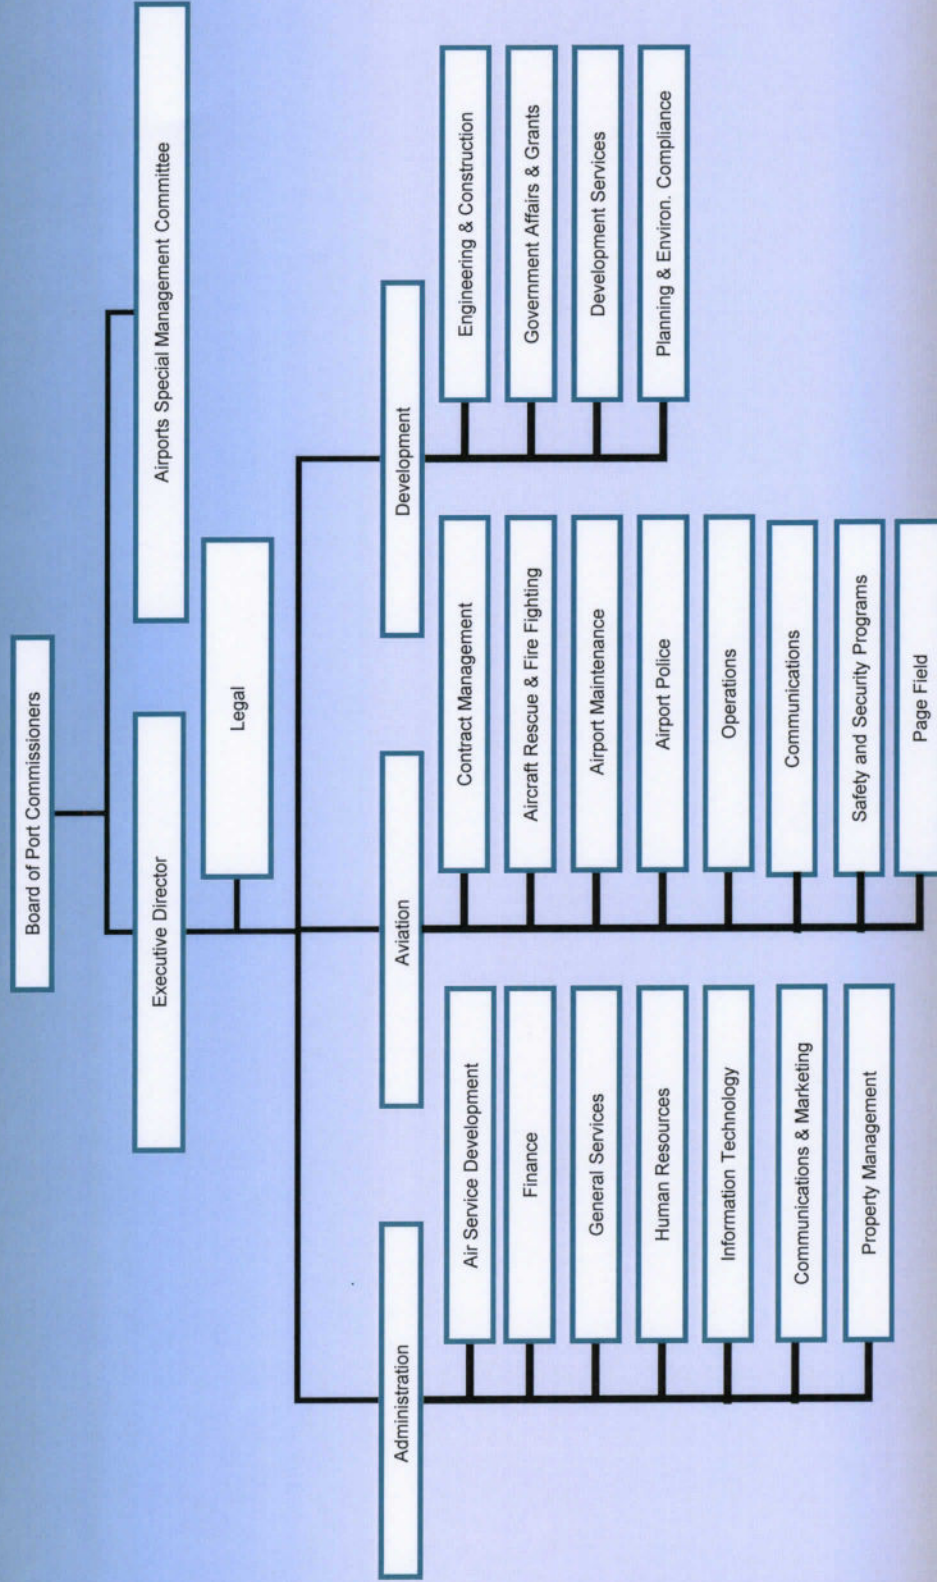 Board of Port Commissioners
Executive Director
Airports Special Management Committee
Legal
Administration
Aviation
Development
Air Service Development
Finance
General Services
Human Resources
Information Technology
Communications & Marketing
Property Management
Contract Management
Aircraft Rescue & Fire Fighting
Airport Maintenance
Airport Police
Operations
Communications
Safety and Security Programs
Page Field
Engineering & Construction
Government Affairs & Grants
Development Services
Planning & Environ. Compliance